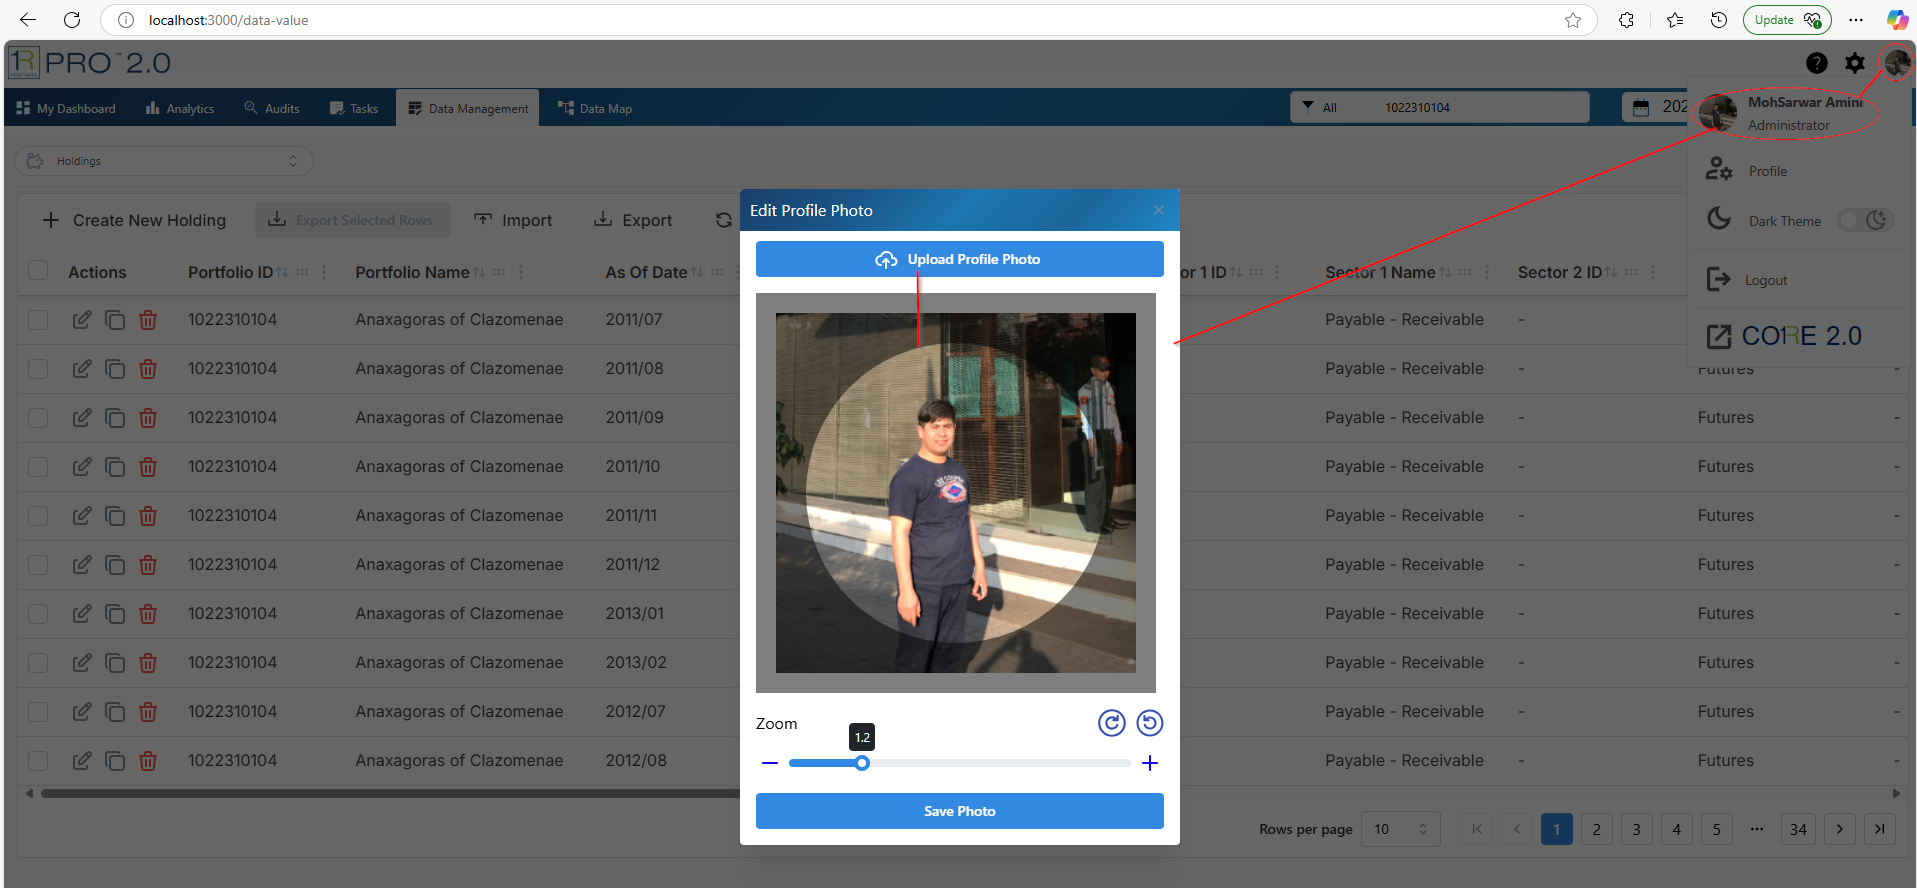 localhost:3000/data-value
Update
1R PRO™ 2.0
My Dashboard Analytics Audits Tasks Data Management Data Map All 1022310104 202
MohSarwar Amini
Administrator
Holdings
Profile
Edit Profile Photo
Create New Holding Export Selected Rows Import Export
Dark Theme
Upload Profile Photo
Actions Portfolio ID Portfolio Name As Of Date or 1 ID Sector 1 Name Sector 2 ID
Logout
1022310104 Anaxagoras of Clazomenae 2011/07 Payable - Receivable -
CORE 2.0
1022310104 Anaxagoras of Clazomenae 2011/08 Payable - Receivable - Futures -
1022310104 Anaxagoras of Clazomenae 2011/09 Payable - Receivable - Futures -
1022310104 Anaxagoras of Clazomenae 2011/10 Payable - Receivable - Futures -
1022310104 Anaxagoras of Clazomenae 2011/11 Payable - Receivable - Futures -
1022310104 Anaxagoras of Clazomenae 2011/12 Payable - Receivable - Futures -
1022310104 Anaxagoras of Clazomenae 2013/01 Payable - Receivable - Futures -
1022310104 Anaxagoras of Clazomenae 2013/02 Payable - Receivable - Futures -
1022310104 Anaxagoras of Clazomenae 2012/07 Payable - Receivable - Futures -
Zoom
1.2
1022310104 Anaxagoras of Clazomenae 2012/08 Payable - Receivable - Futures -
Save Photo
Rows per page 10 1 2 3 4 5 ••• 34